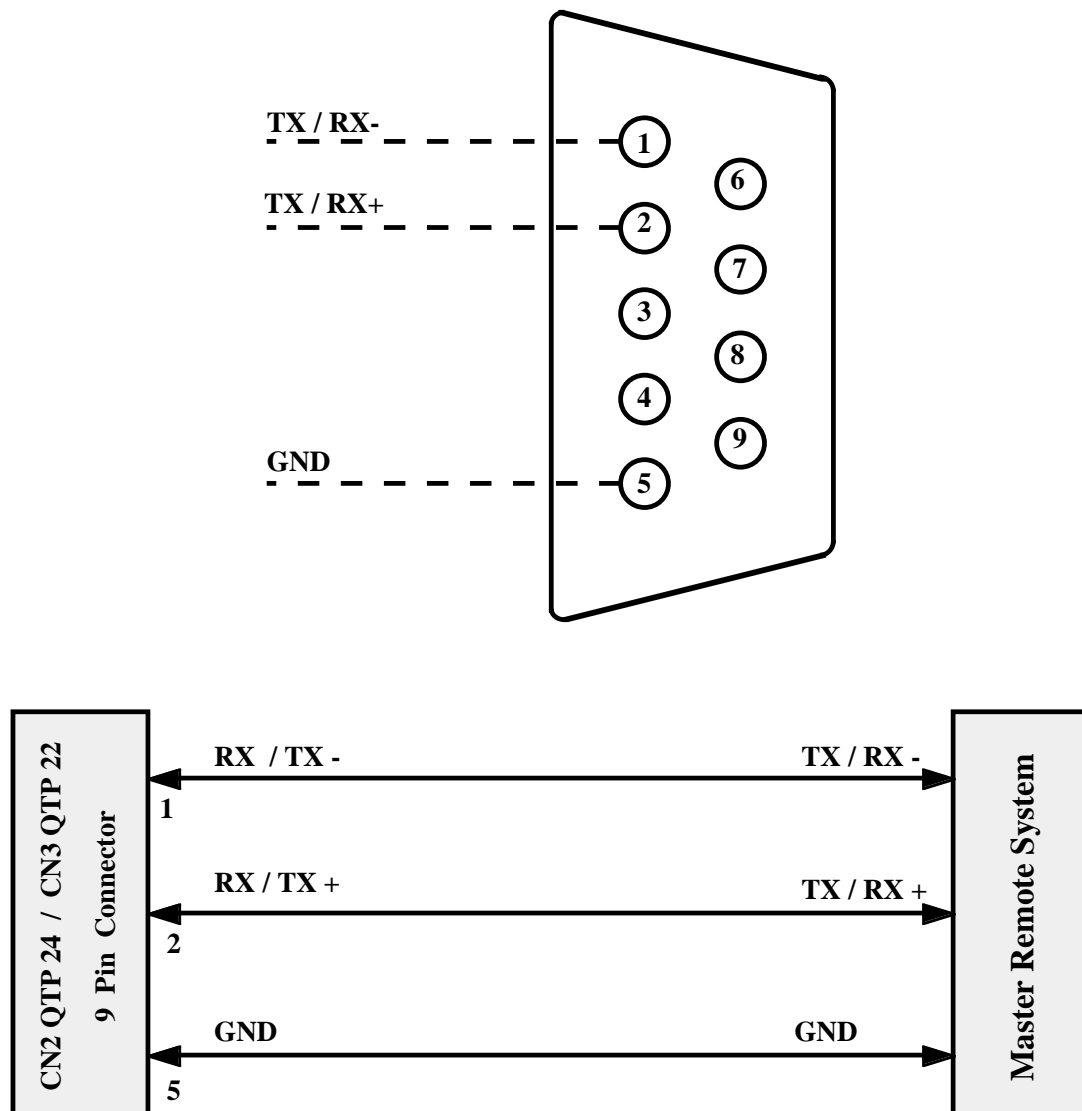 TX / RX-
1
6
TX / RX+
2
7
3
8
4
9
GND
5
CN2 QTP 24 / CN3 QTP 22
9 Pin Connector
RX / TX -
TX / RX -
1
RX / TX +
TX / RX +
2
GND
GND
5
Master Remote System